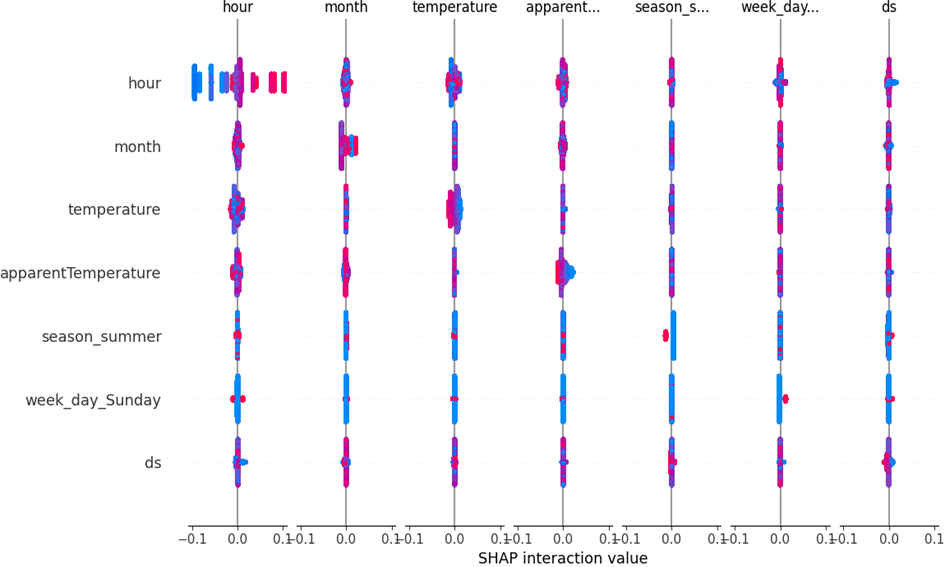 hour month temperature apparent... season_s... week_day... ds
hour
month
temperature
apparentTemperature
season_summer
week_day_Sunday
ds
−0.1 0.0 0.1 −0.1 0.0 0.1 −0.1 0.0 0.1 −0.1 0.0 0.1 −0.1 0.0 0.1 −0.1 0.0 0.1 −0.1 0.0 0.1
SHAP interaction value